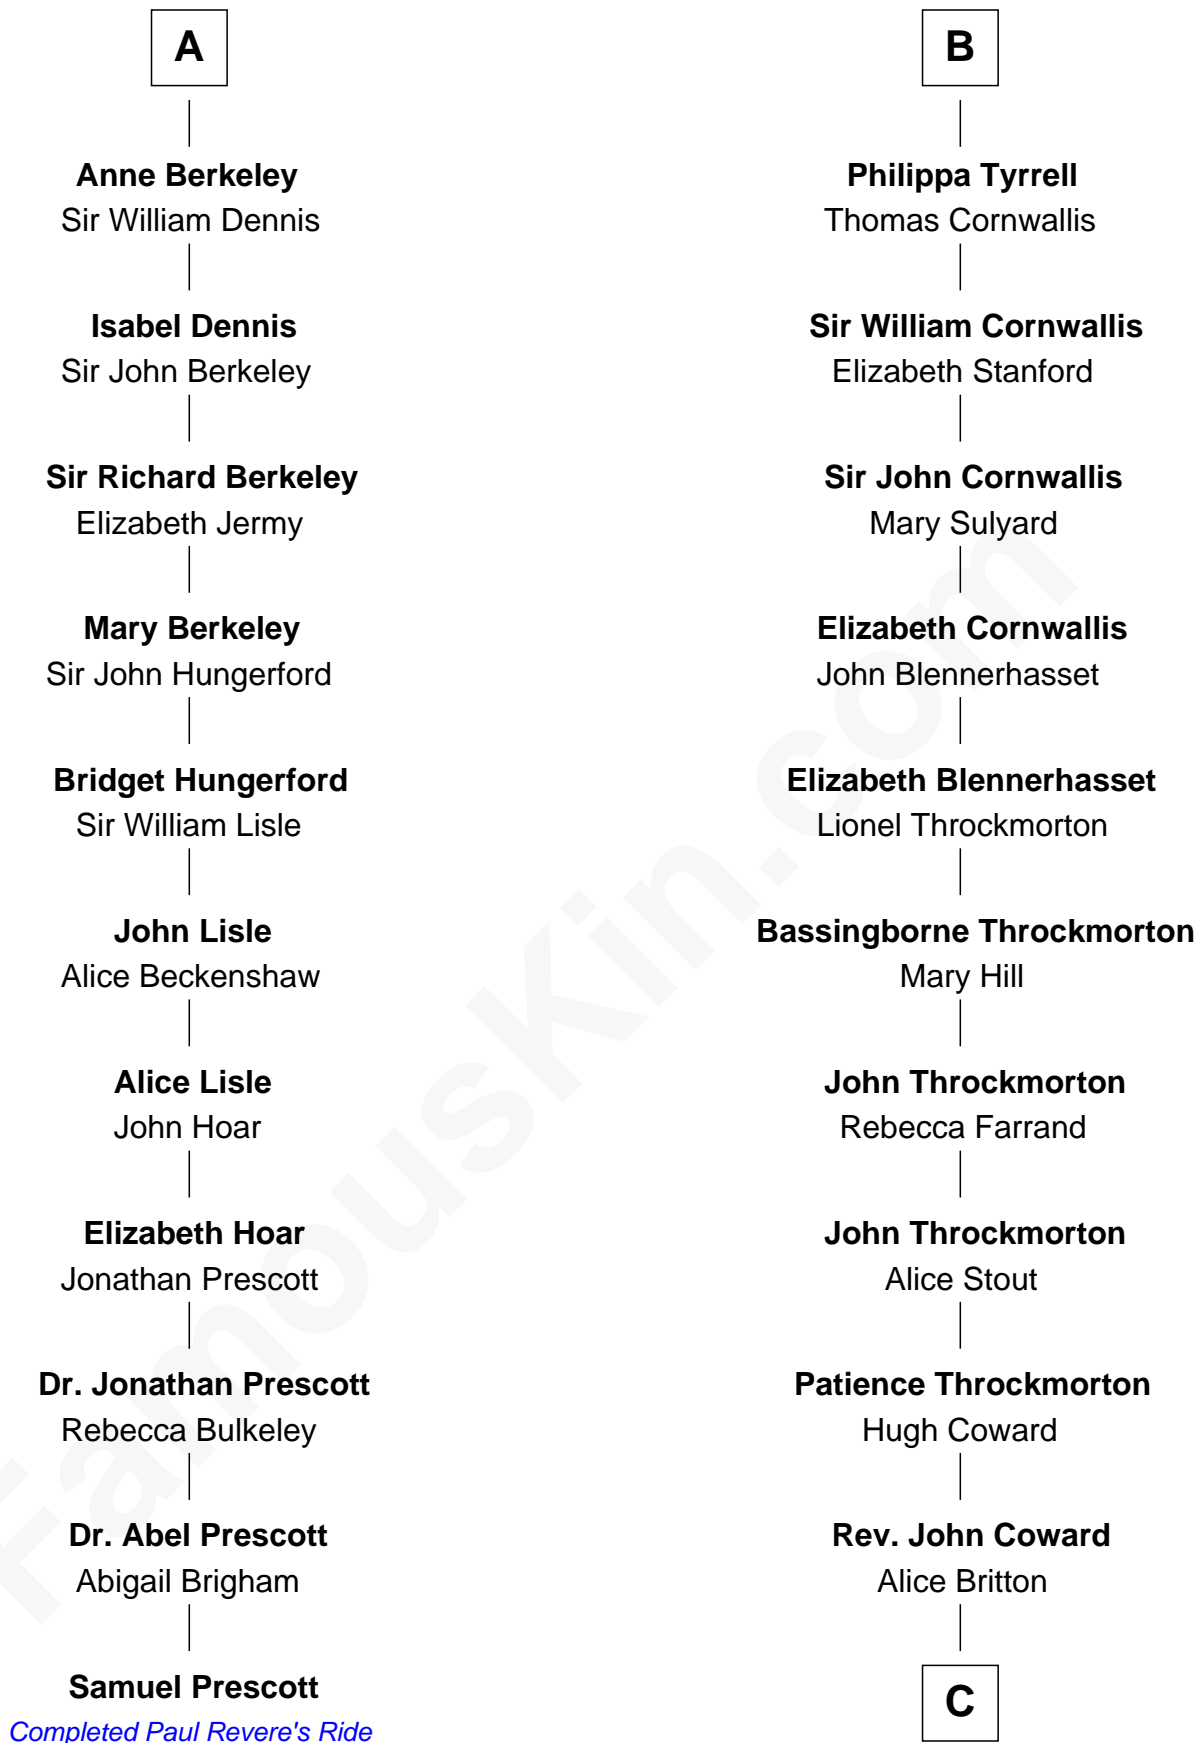 A
Anne Berkeley
Sir William Dennis
Isabel Dennis
Sir John Berkeley
Sir Richard Berkeley
Elizabeth Jermy
Mary Berkeley
Sir John Hungerford
Bridget Hungerford
Sir William Lisle
John Lisle
Alice Beckenshaw
Alice Lisle
John Hoar
Elizabeth Hoar
Jonathan Prescott
Dr. Jonathan Prescott
Rebecca Bulkeley
Dr. Abel Prescott
Abigail Brigham
Samuel Prescott
Completed Paul Revere's Ride
B
Philippa Tyrrell
Thomas Cornwallis
Sir William Cornwallis
Elizabeth Stanford
Sir John Cornwallis
Mary Sulyard
Elizabeth Cornwallis
John Blennerhasset
Elizabeth Blennerhasset
Lionel Throckmorton
Bassingborne Throckmorton
Mary Hill
John Throckmorton
Rebecca Farrand
John Throckmorton
Alice Stout
Patience Throckmorton
Hugh Coward
Rev. John Coward
Alice Britton
C
FamousKin.com